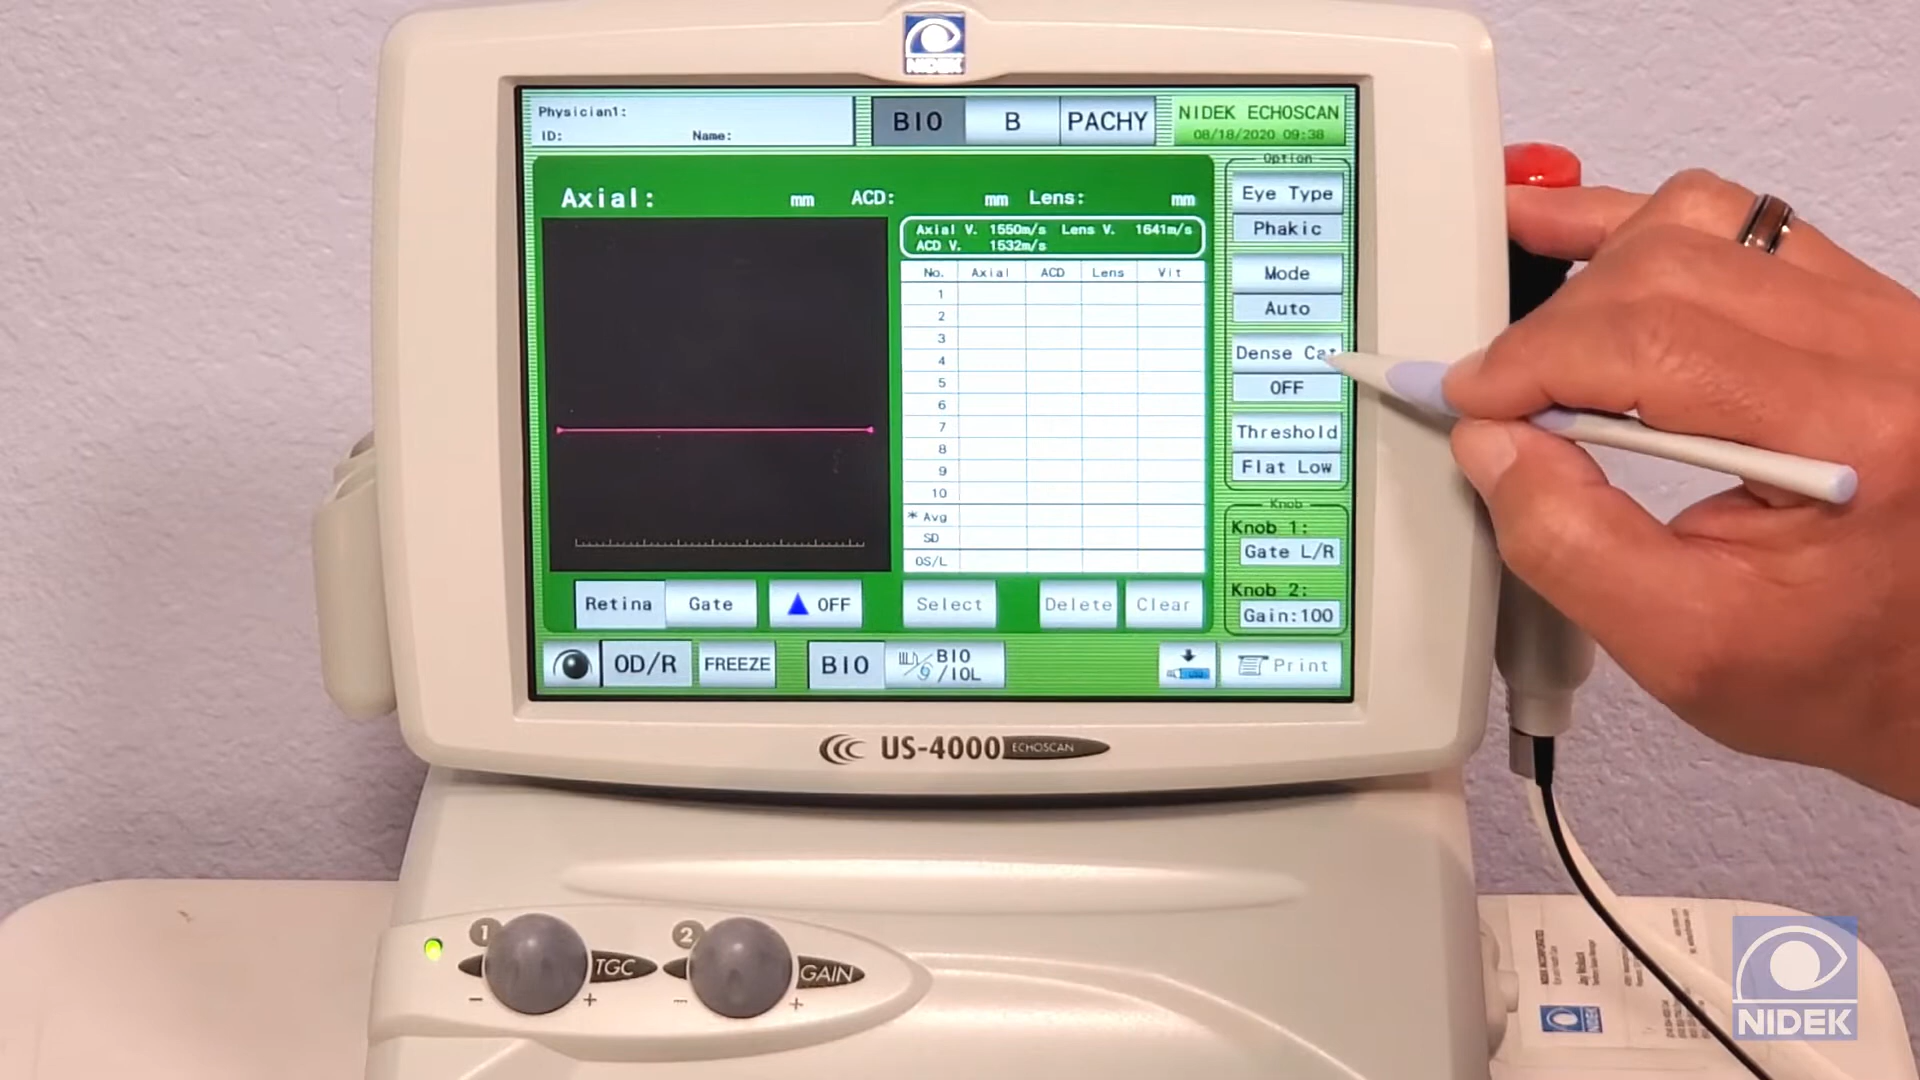 NIDEK
Physician1:
ID: Name:
BIO B PACHY
NIDEK ECHOSCAN
08/18/2020 09:38
Option
Axial: mm ACD: mm Lens: mm
Axial V. 1550m/s Lens V. 1641m/s
ACD V. 1532m/s
No. Axial ACD Lens Vit
1
2
3
4
5
6
7
8
9
10
* Avg
SD
OS/L
Eye Type
Phakic
Mode
Auto
Dense Cat
OFF
Threshold
Flat Low
Knob
Knob 1:
Gate L/R
Knob 2:
Gain:100
Retina Gate OFF Select Delete Clear
OD/R FREEZE BIO BIO
/IOL Print
US-4000 ECHOSCAN
1 TGC 2 GAIN
- + - +
NIDEK
NIDEK